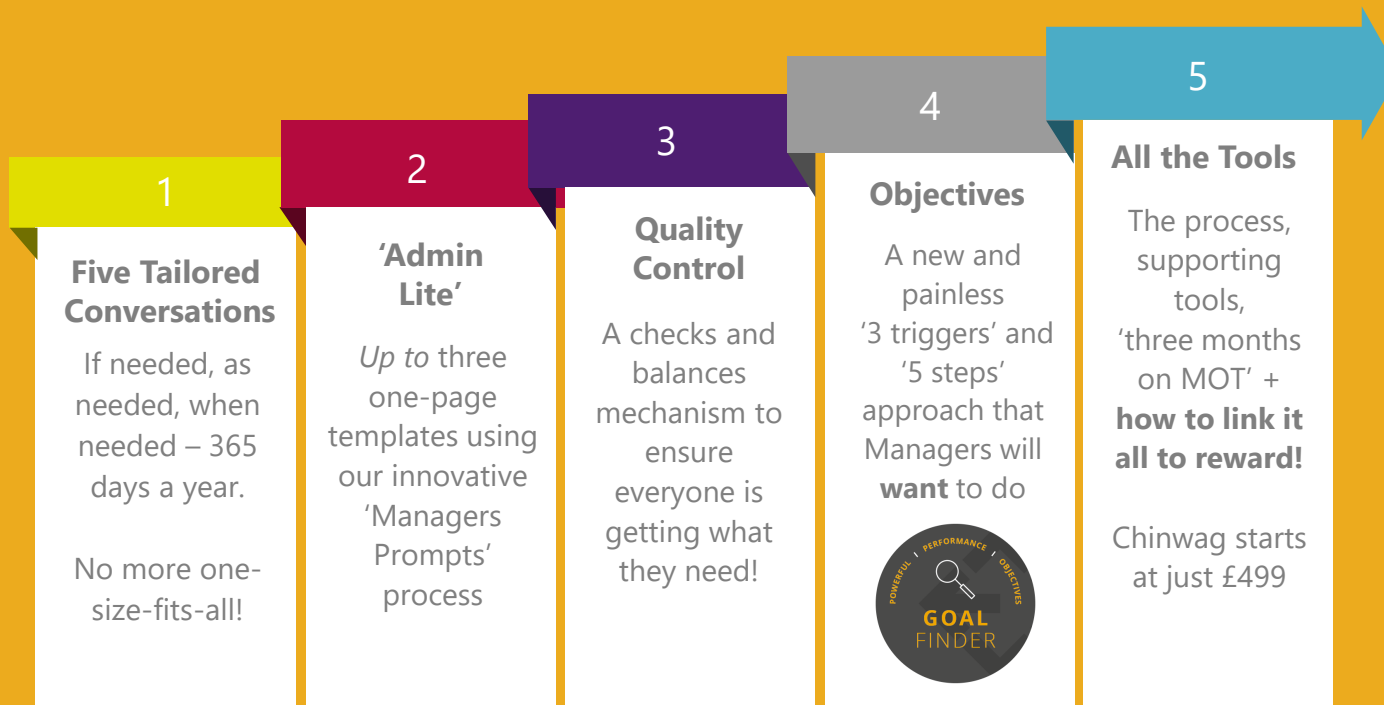 1
Five Tailored
Conversations
If needed, as
needed, when
needed – 365
days a year.
No more one-
size-fits-all!
2
‘Admin
Lite’
Up to three
one-page
templates using
our innovative
‘Managers
Prompts’
process
3
Quality
Control
A checks and
balances
mechanism to
ensure
everyone is
getting what
they need!
4
Objectives
A new and
painless
‘3 triggers’ and
‘5 steps’
approach that
Managers will
want to do
POWERFUL | PERFORMANCE | OBJECTIVES
GOAL
FINDER
5
All the Tools
The process,
supporting
tools,
‘three months
on MOT’ +
how to link it
all to reward!
Chinwag starts
at just £499